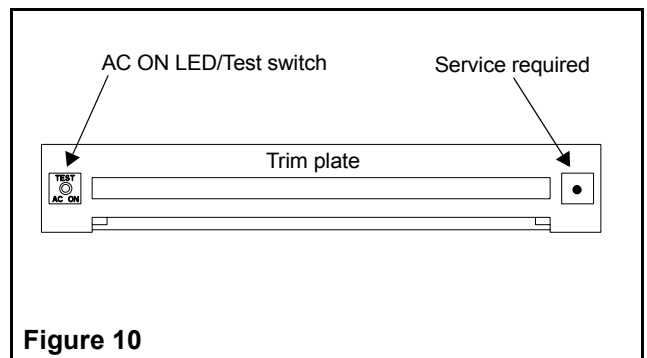 AC ON LED/Test switch
Service required
Trim plate
TEST
AC ON
Figure 10